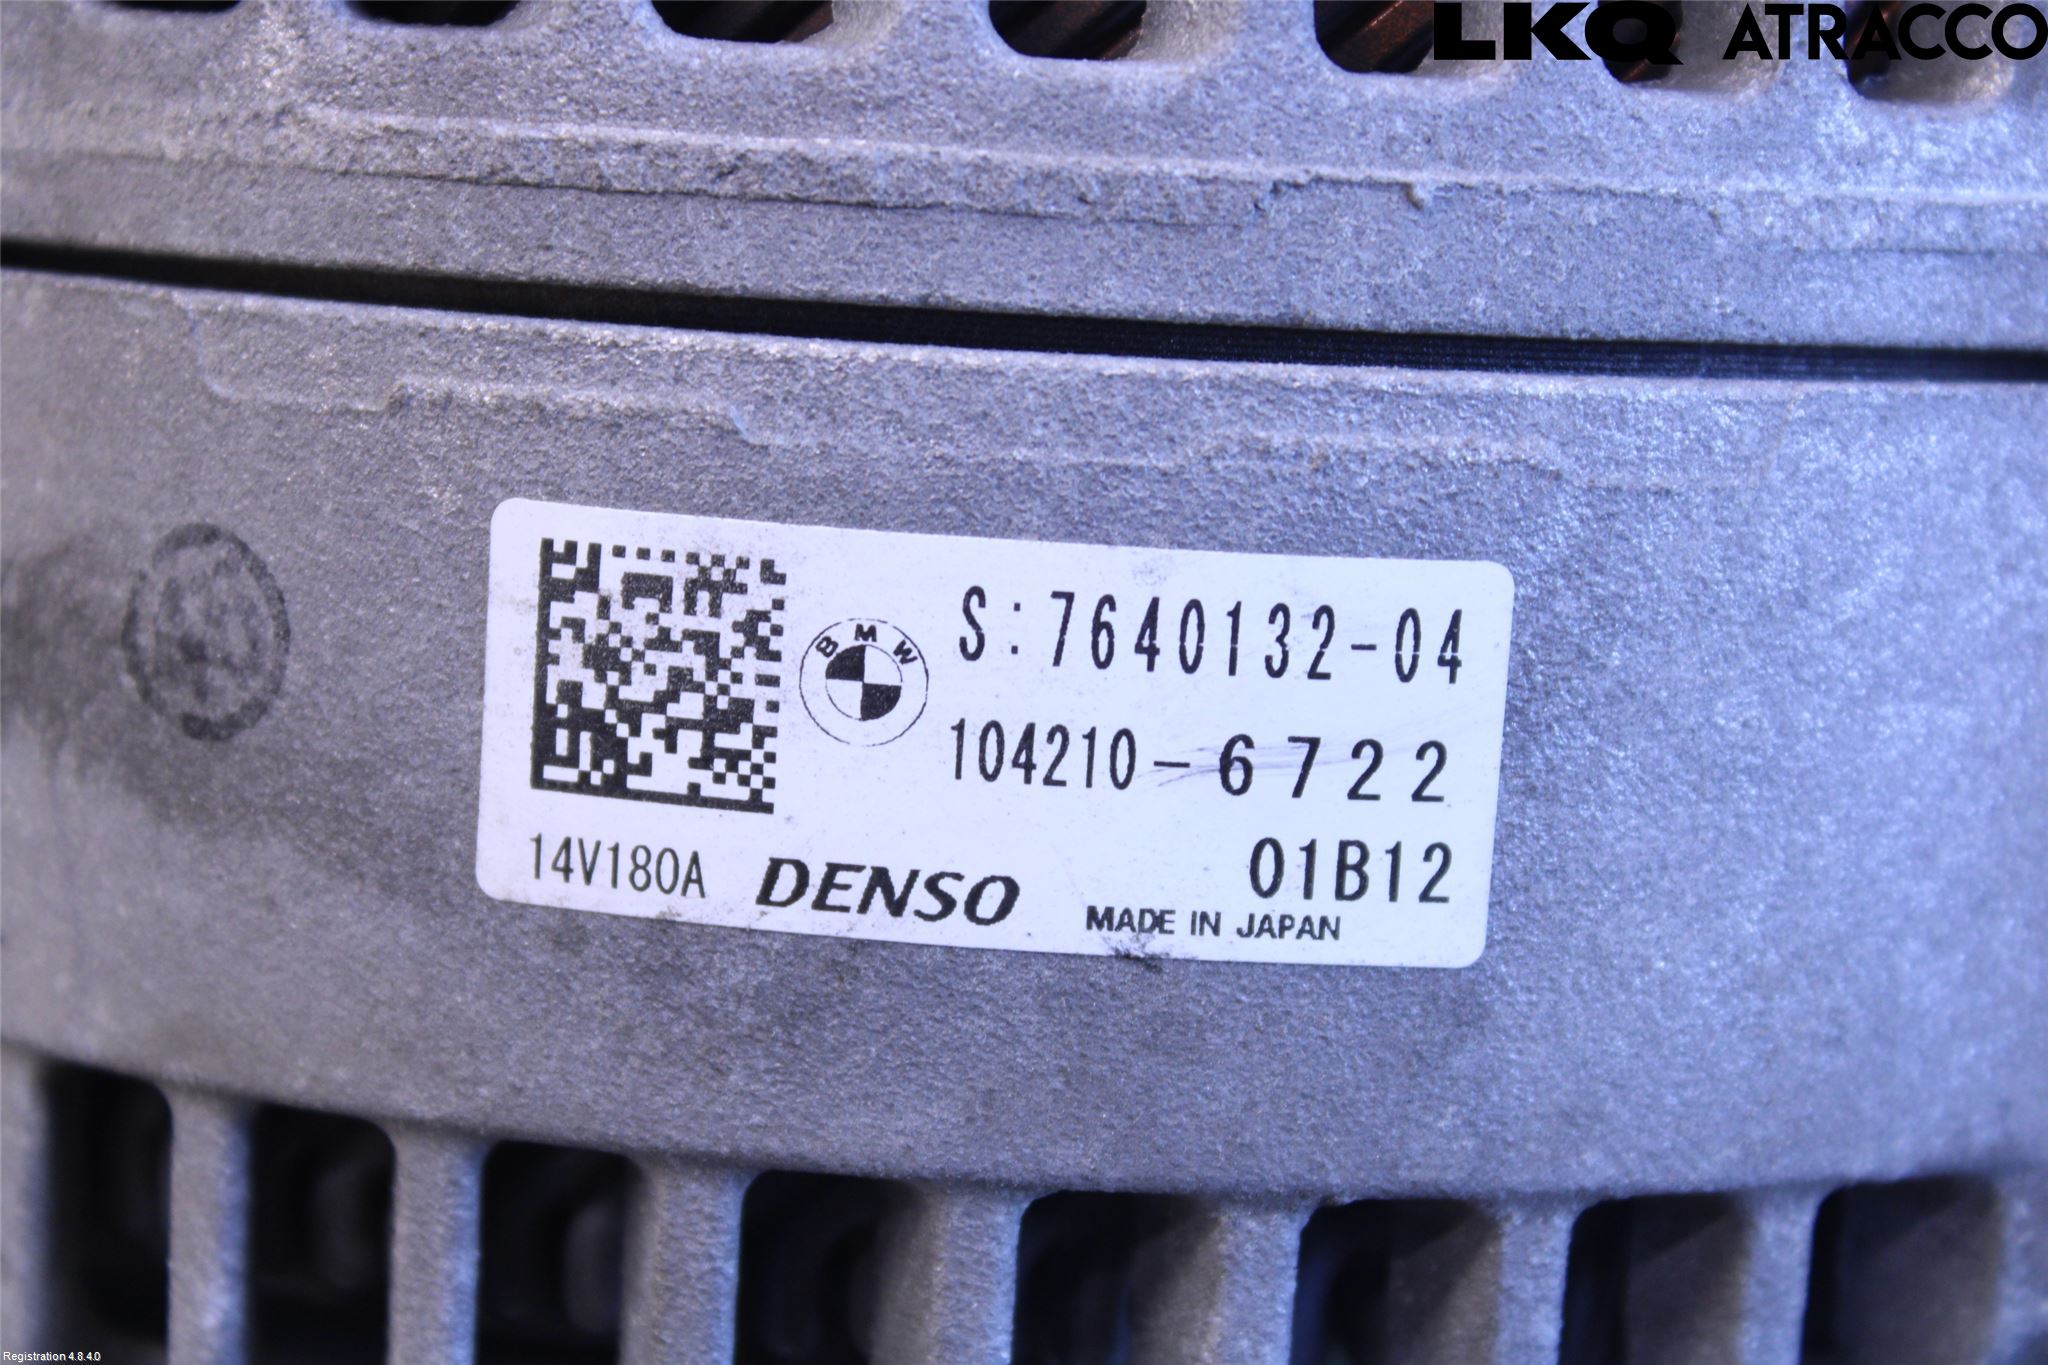 LKQ ATRACCO
BMW
S:7640132-04
104210-6722
01B12
14V180A DENSO
MADE IN JAPAN
Registration 4.8.4.0